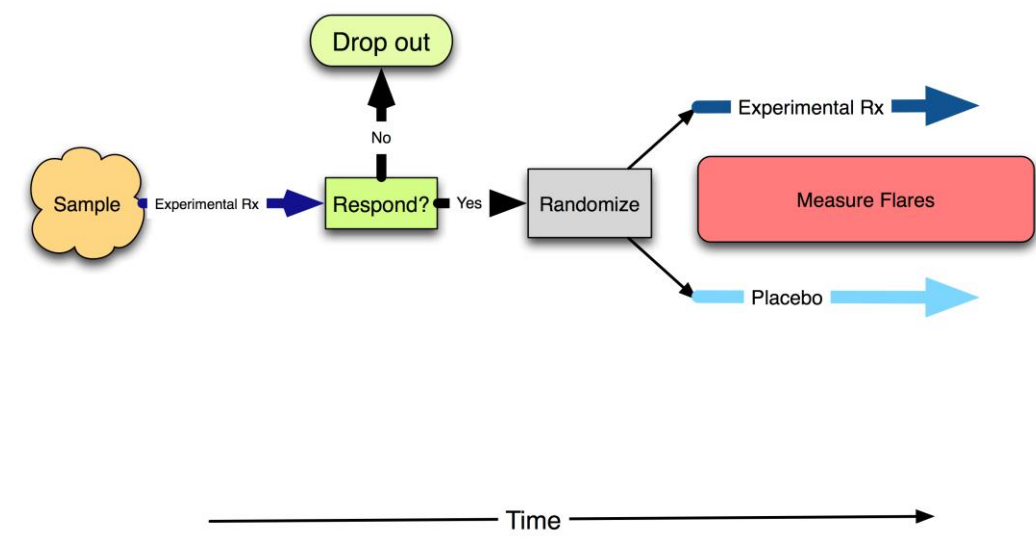 Drop out
No
Sample
Experimental Rx
Respond?
Yes
Randomize
Experimental Rx
Measure Flares
Placebo
Time